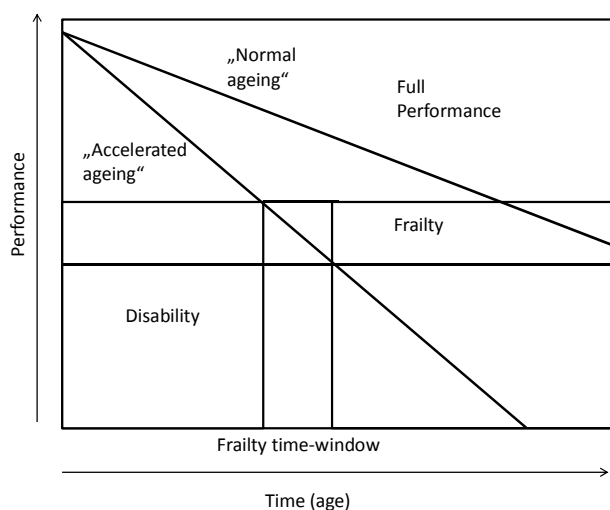 „Normal
ageing“
Full
Performance
„Accelerated
ageing“
Performance
Frailty
Disability
Frailty time-window
Time (age)